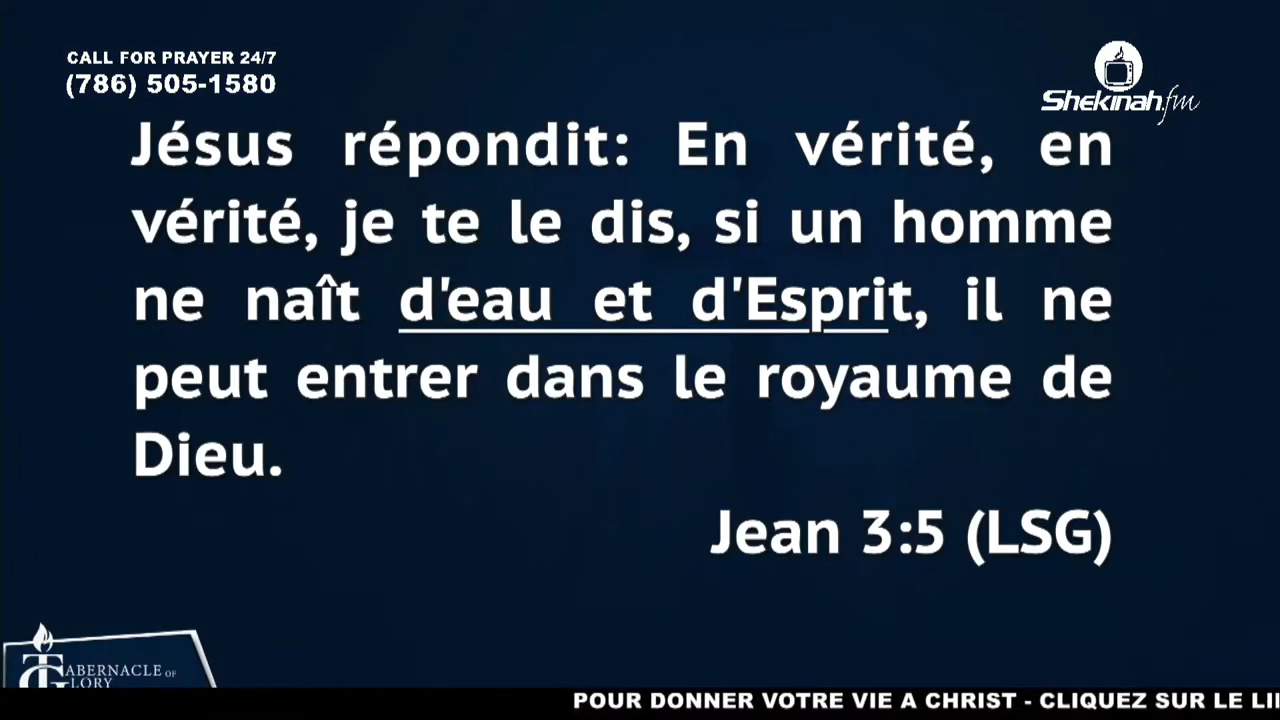 CALL FOR PRAYER 24/7
(786) 505-1580
Shekinah.fm
Jésus répondit: En vérité, en
vérité, je te le dis, si un homme
ne naît d'eau et d'Esprit, il ne
peut entrer dans le royaume de
Dieu.
Jean 3:5 (LSG)
TABERNACLE OF
GLORY
POUR DONNER VOTRE VIE A CHRIST - CLIQUEZ SUR LE